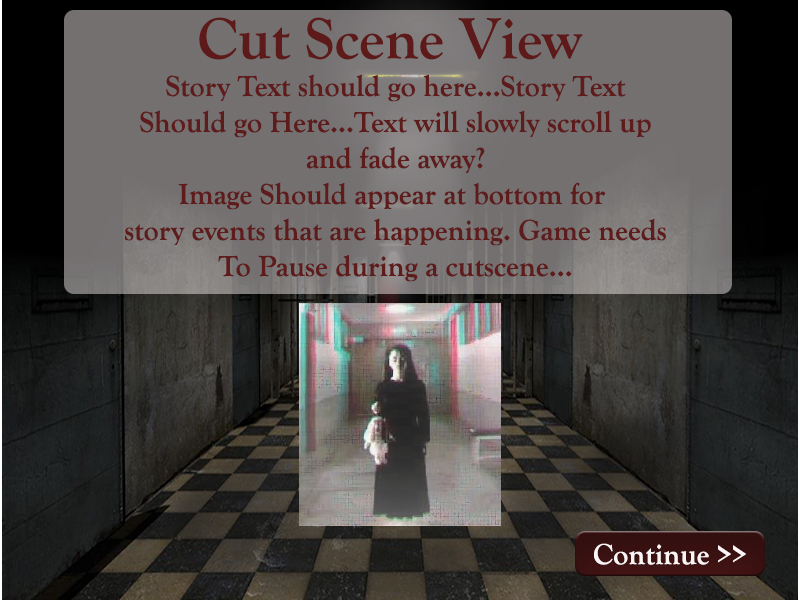 Cut Scene View
Story Text should go here...Story Text
Should go Here...Text will slowly scroll up
and fade away?
Image Should appear at bottom for
story events that are happening. Game needs
To Pause during a cutscene...
Continue >>